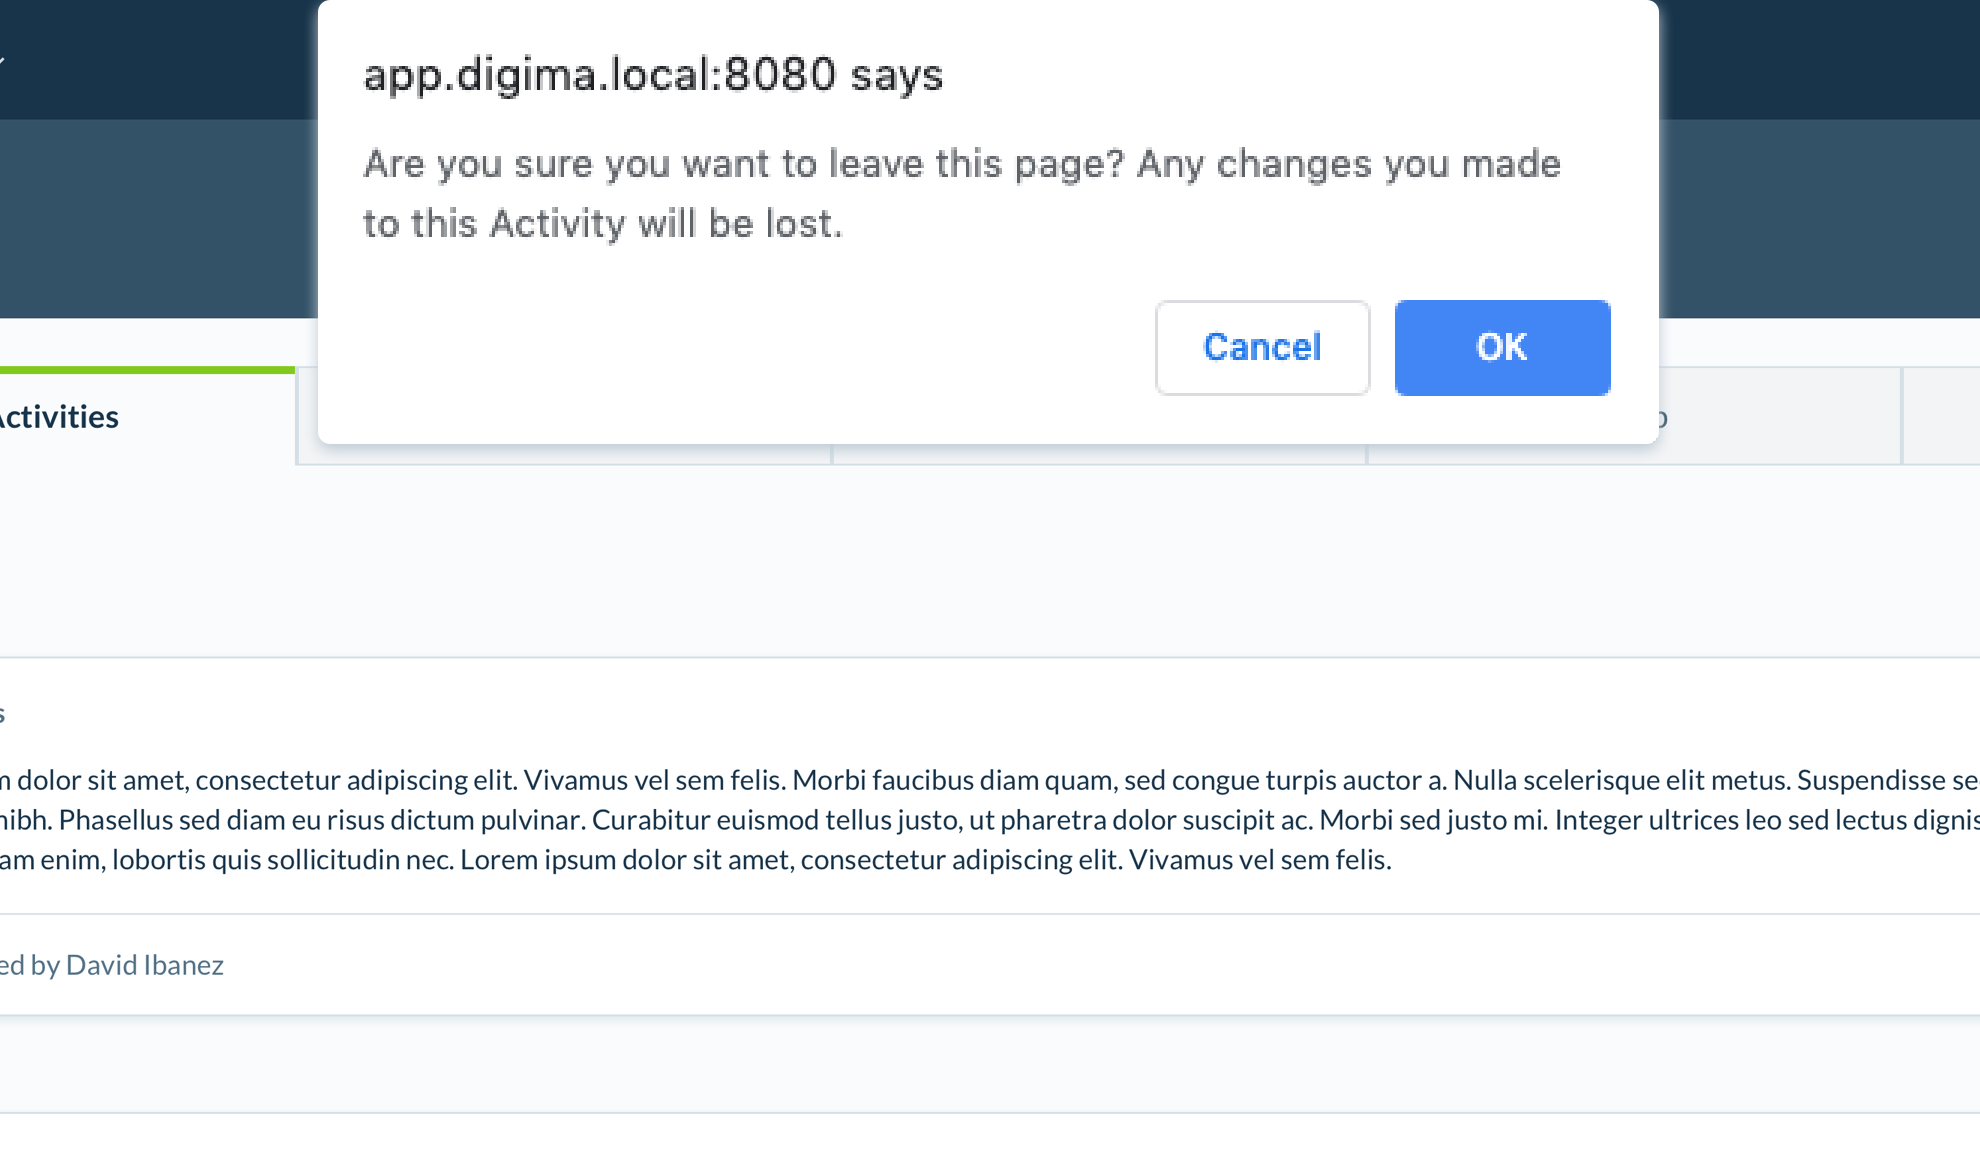 app.digima.local:8080 says
Are you sure you want to leave this page? Any changes you made
to this Activity will be lost.
Cancel OK
Activities
dolor sit amet, consectetur adipiscing elit. Vivamus vel sem felis. Morbi faucibus diam quam, sed congue turpis auctor a. Nulla scelerisque elit metus. Suspendisse
nibh. Phasellus sed diam eu risus dictum pulvinar. Curabitur euismod tellus justo, ut pharetra dolor suscipit ac. Morbi sed justo mi. Integer ultrices leo sed lectus
enim, lobortis quis sollicitudin nec. Lorem ipsum dolor sit amet, consectetur adipiscing elit. Vivamus vel sem felis.
by David Ibanez